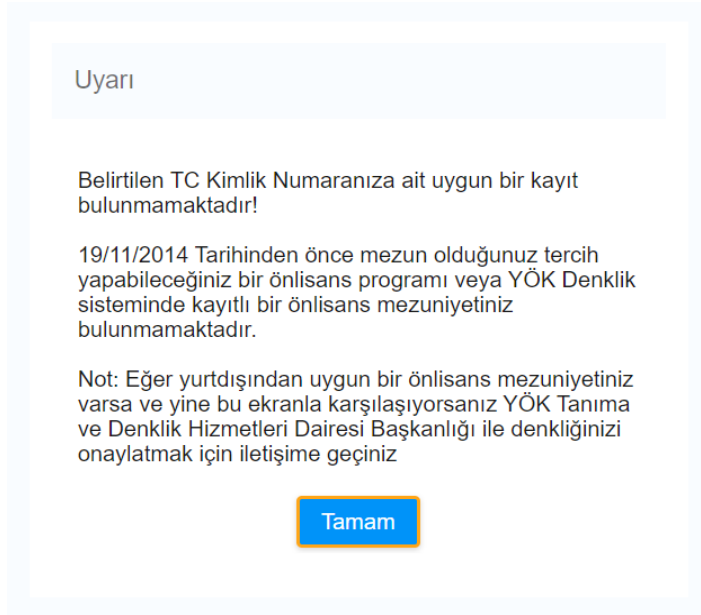 Uyarı
Belirtilen TC Kimlik Numaranıza ait uygun bir kayıt
bulunmamaktadır!
19/11/2014 Tarihinden önce mezun olduğunuz tercih
yapabileceğiniz bir önlisans programı veya YÖK Denklik
sisteminde kayıtlı bir önlisans mezuniyetiniz
bulunmamaktadır.
Not: Eğer yurtdışından uygun bir önlisans mezuniyetiniz
varsa ve yine bu ekranla karşılaşıyorsanız YÖK Tanıma
ve Denklik Hizmetleri Dairesi Başkanlığı ile denkliğinizi
onaylatmak için iletişime geçiniz
Tamam